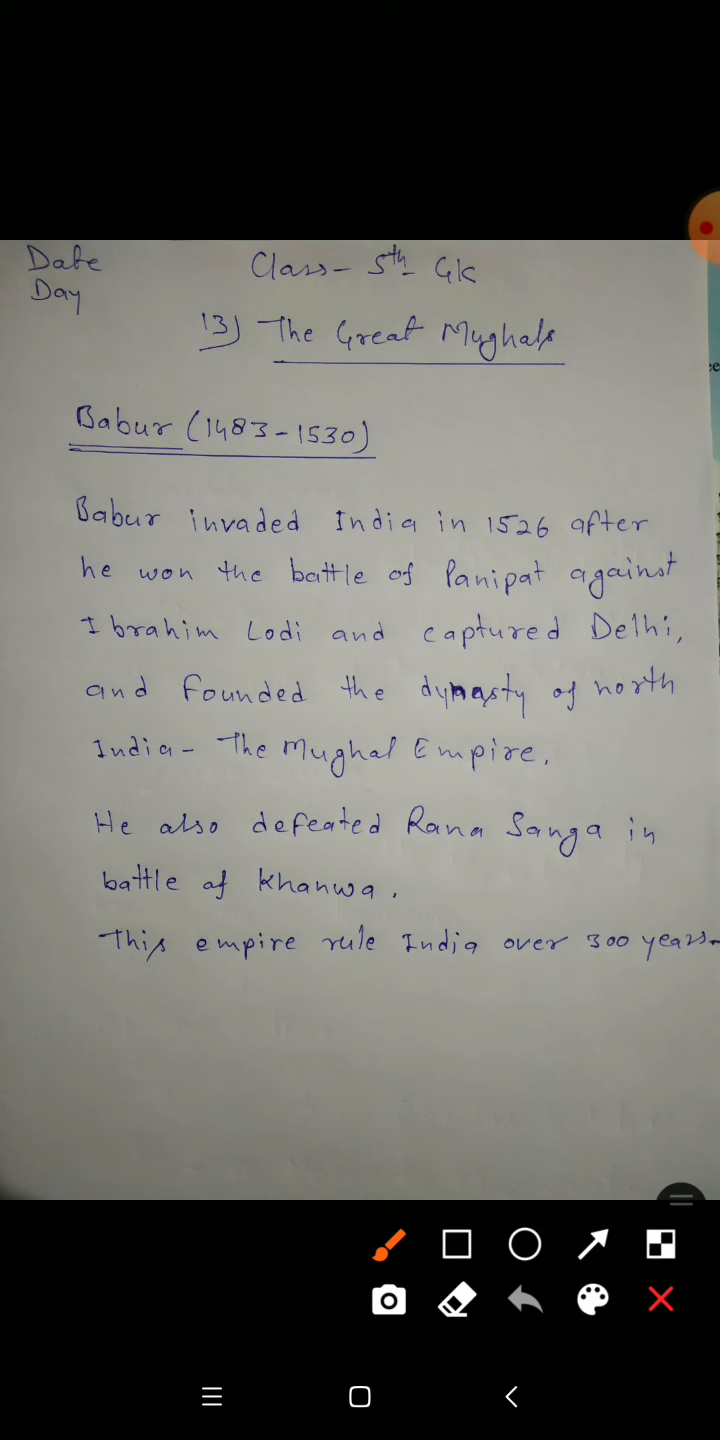 Date
Class- 5th- GK
Day
13) The Great Mughals
Babur (1483-1530)
Babur invaded India in 1526 after
he won the battle of Panipat against
Ibrahim Lodi and captured Delhi,
and founded the dynasty of north
India- The Mughal Empire.
He also defeated Rana Sanga in
battle of Khanwa.
This empire rule India over 300 years-